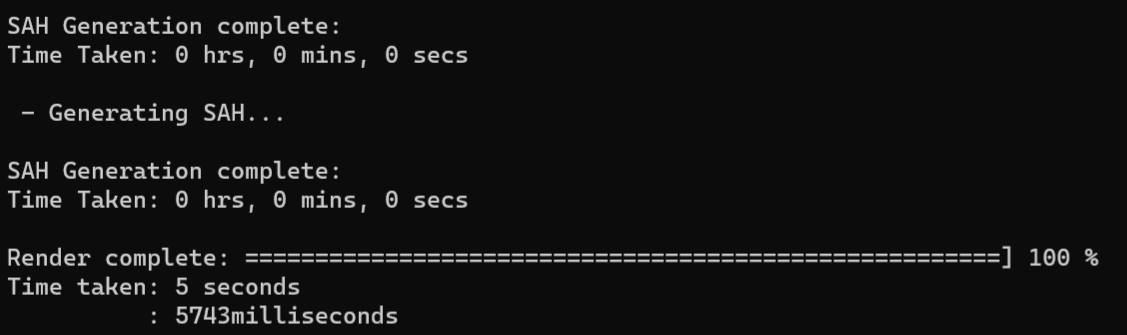 SAH Generation complete:
Time Taken: 0 hrs, 0 mins, 0 secs
- Generating SAH...
SAH Generation complete:
Time Taken: 0 hrs, 0 mins, 0 secs
Render complete: =======================================================] 100 %
Time taken: 5 seconds
: 5743milliseconds